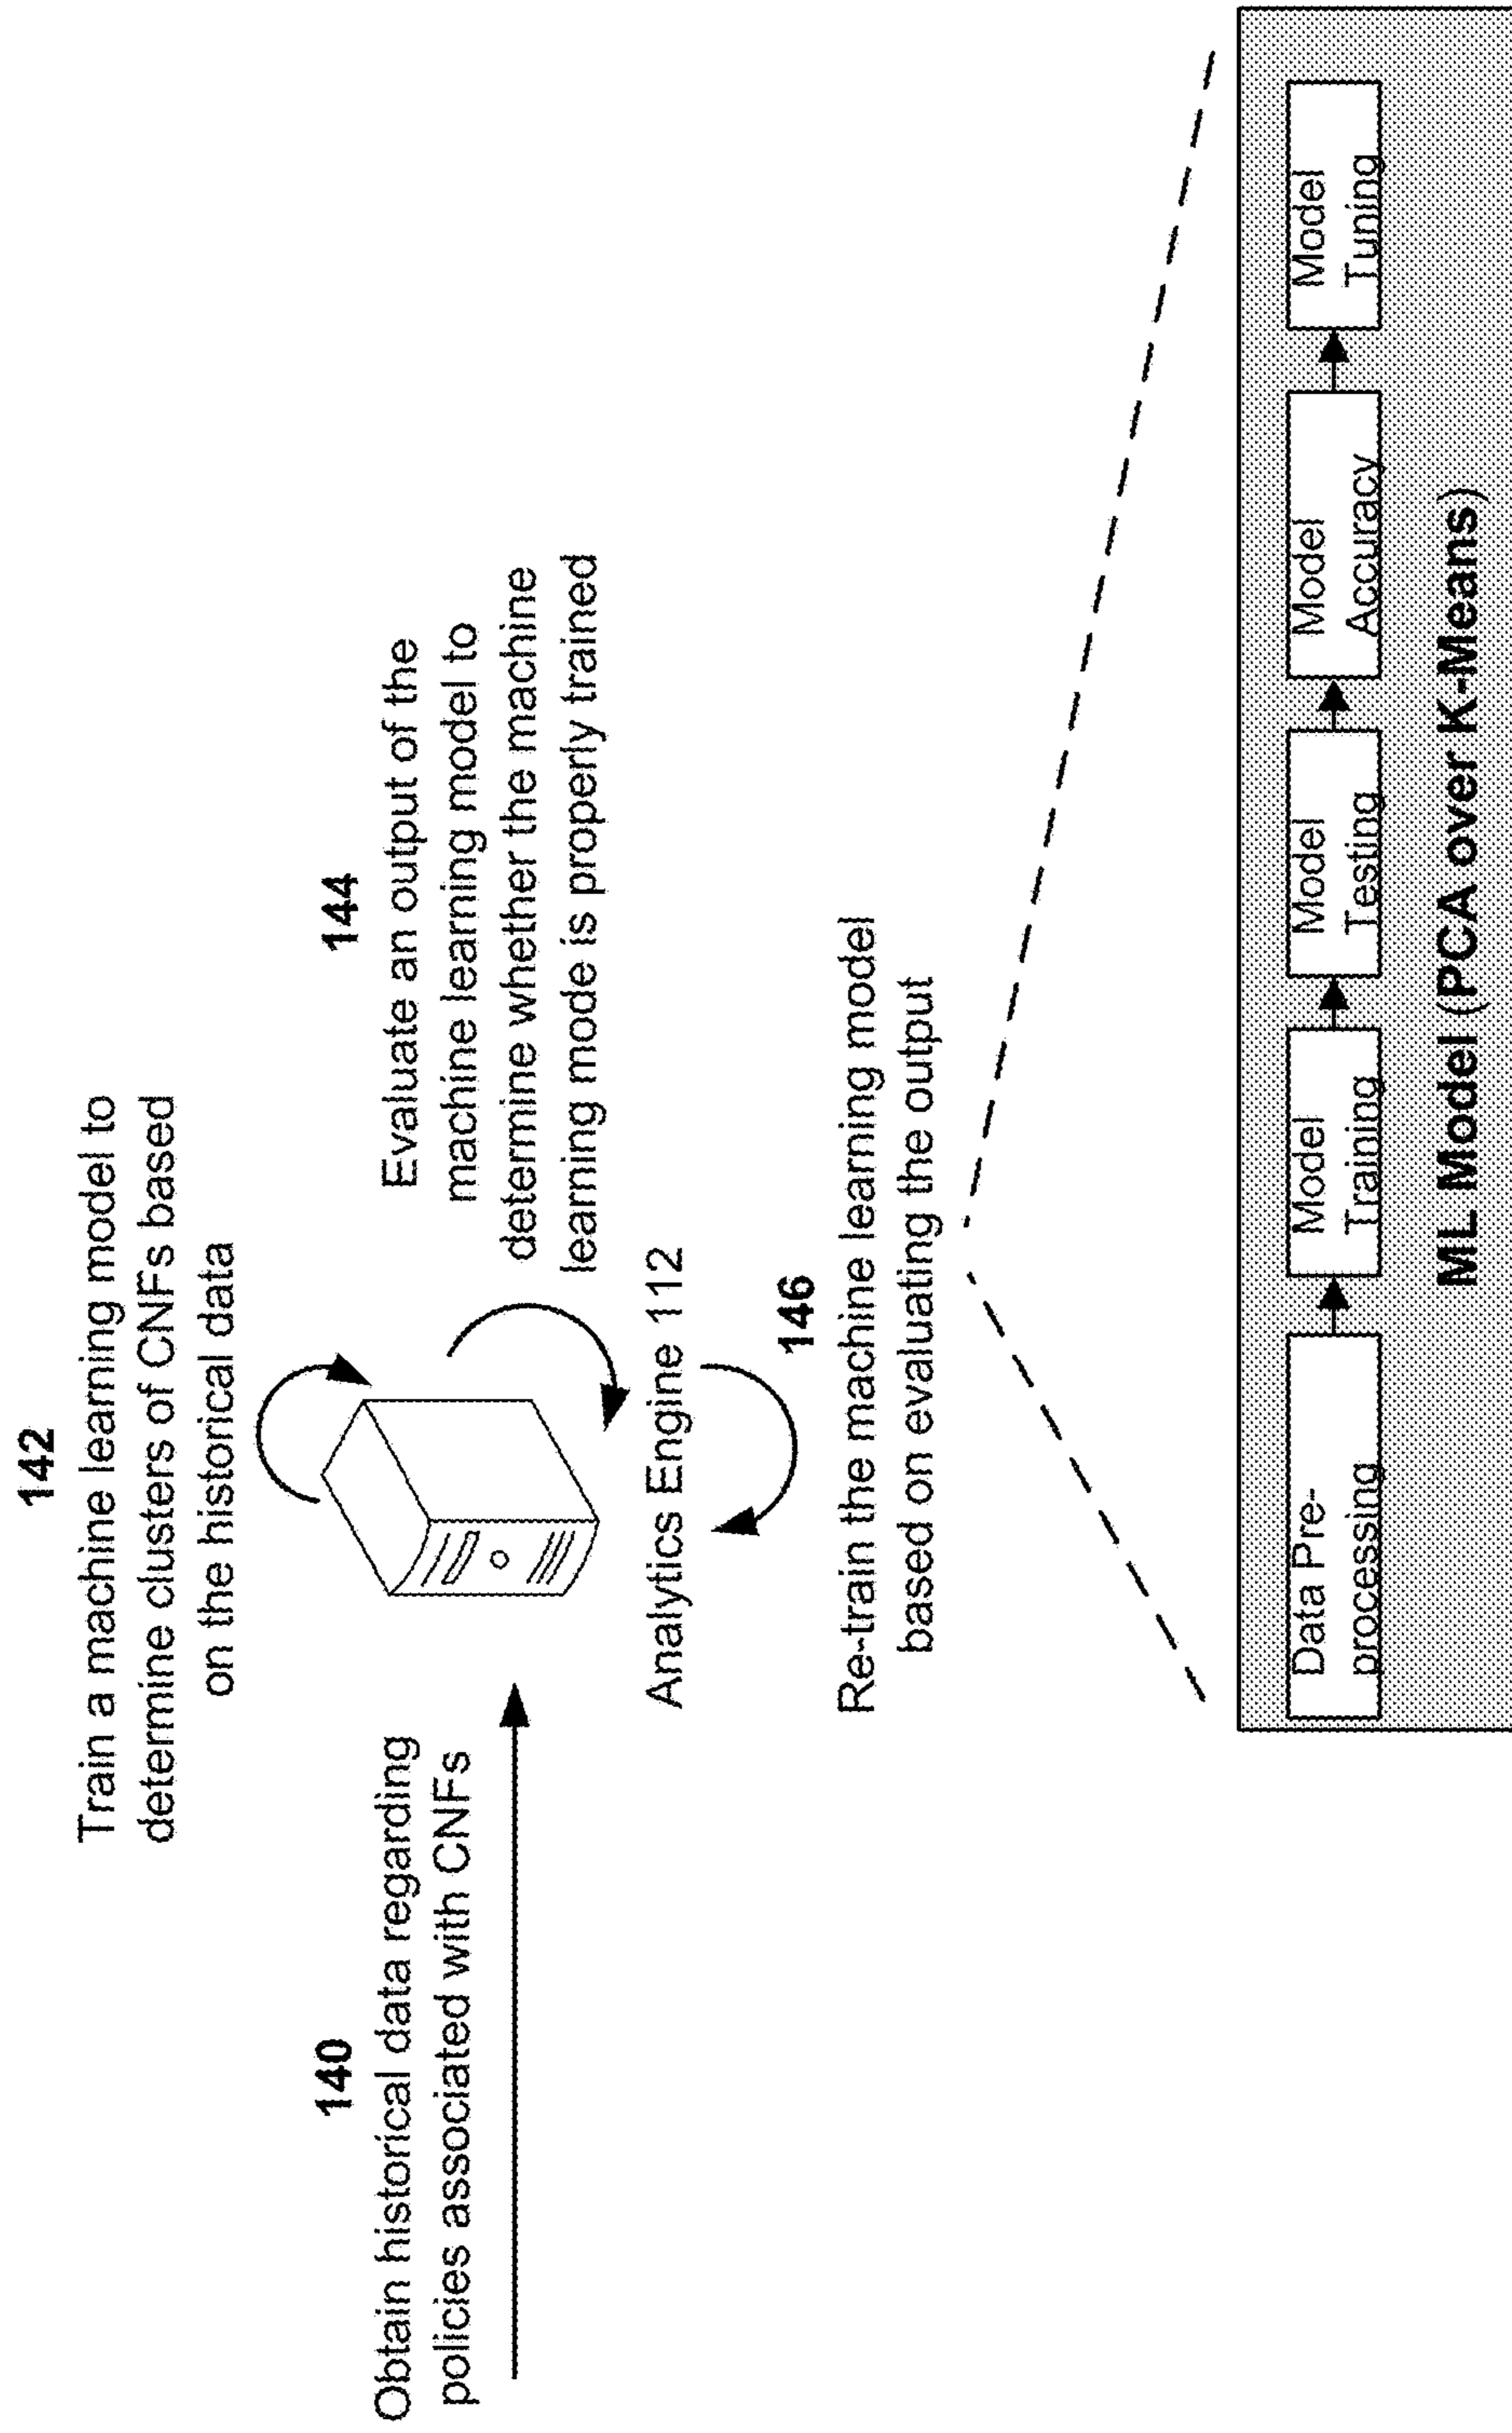 140
Obtain historical data regarding
policies associated with CNFs
142
Train a machine learning model to
determine clusters of CNFs based
on the historical data
144
Evaluate an output of the
machine learning model to
determine whether the machine
learning mode is properly trained
Analytics Engine 112
146
Re-train the machine learning model
based on evaluating the output
Data Pre-
processing
Model
Training
Model
Testing
Model
Accuracy
Model
Tuning
ML Model (PCA over K-Means)